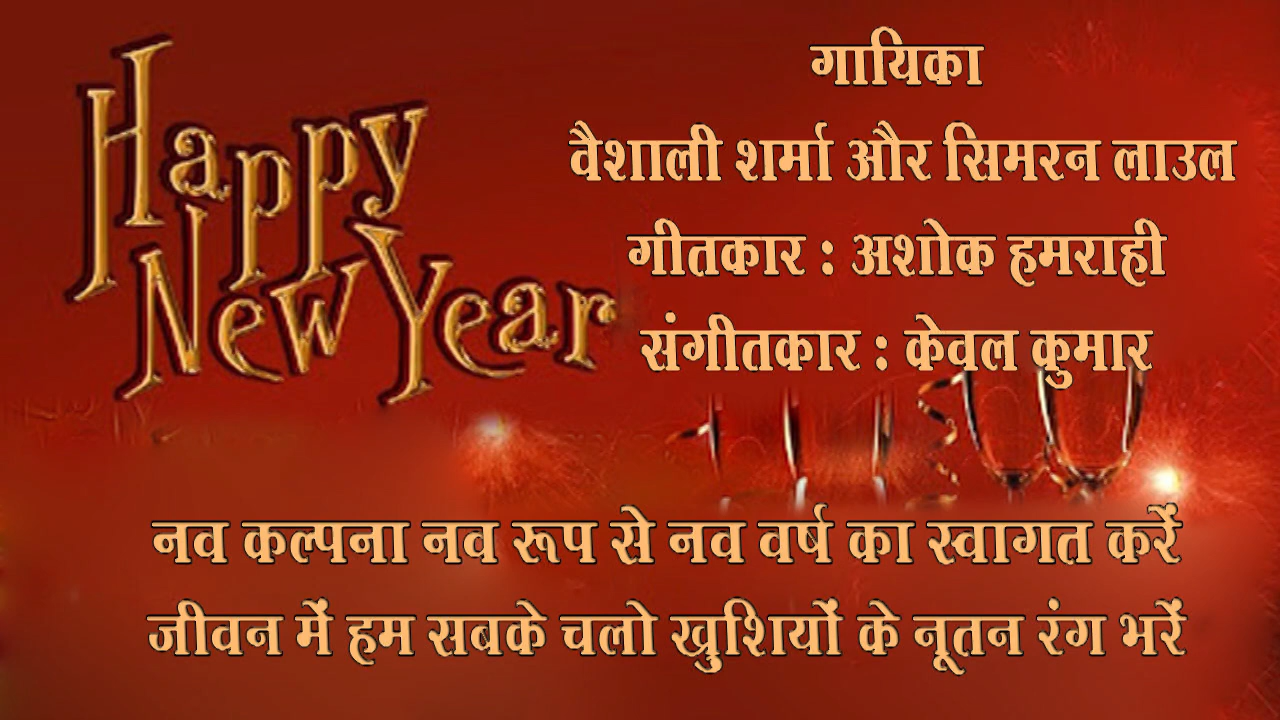 Happy
New Year
गायिका
वैशाली शर्मा और सिमरन लाउल
गीतकार : अशोक हमराही
संगीतकार : केवल कुमार
नव कल्पना नव रूप से नव वर्ष का स्वागत करें
जीवन में हम सबके चलो खुशियों के नूतन रंग भरें